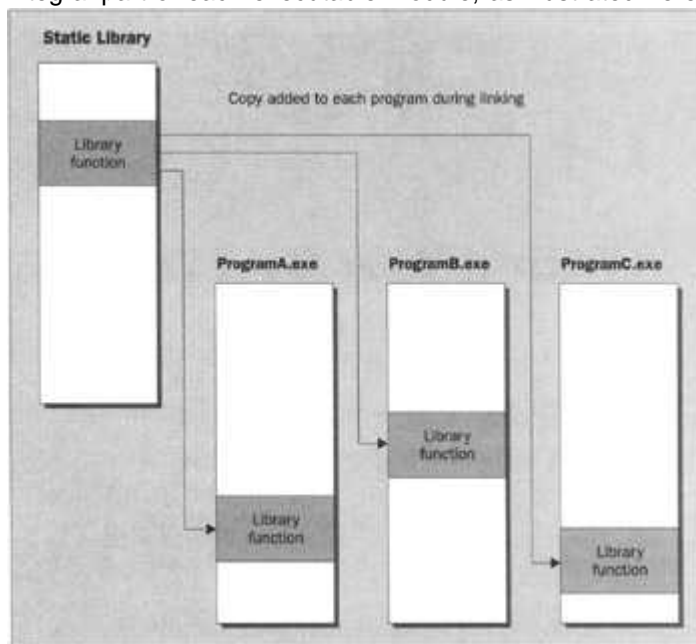 Static Library
Copy added to each program during linking
Library
function
ProgramA.exe
ProgramB.exe
ProgramC.exe
Library
function
Library
function
Library
function